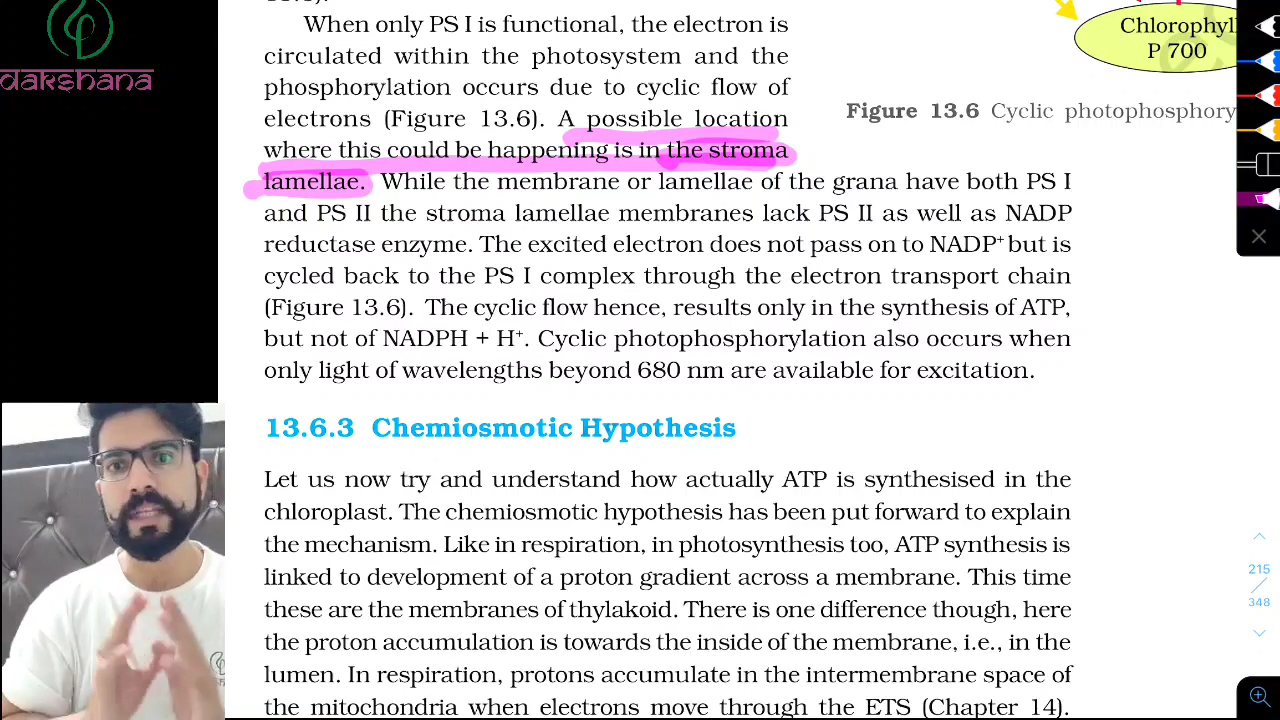 dakshana
When only PS I is functional, the electron is
circulated within the photosystem and the
phosphorylation occurs due to cyclic flow of
electrons (Figure 13.6). A possible location
where this could be happening is in the stroma
lamellae. While the membrane or lamellae of the grana have both PS I
and PS II the stroma lamellae membranes lack PS II as well as NADP
reductase enzyme. The excited electron does not pass on to NADP⁺ but is
cycled back to the PS I complex through the electron transport chain
(Figure 13.6). The cyclic flow hence, results only in the synthesis of ATP,
but not of NADPH + H⁺. Cyclic photophosphorylation also occurs when
only light of wavelengths beyond 680 nm are available for excitation.
Chlorophyll
P 700
Figure 13.6 Cyclic photophosphory
13.6.3 Chemiosmotic Hypothesis
Let us now try and understand how actually ATP is synthesised in the
chloroplast. The chemiosmotic hypothesis has been put forward to explain
the mechanism. Like in respiration, in photosynthesis too, ATP synthesis is
linked to development of a proton gradient across a membrane. This time
these are the membranes of thylakoid. There is one difference though, here
the proton accumulation is towards the inside of the membrane, i.e., in the
lumen. In respiration, protons accumulate in the intermembrane space of
the mitochondria when electrons move through the ETS (Chapter 14).
215
348